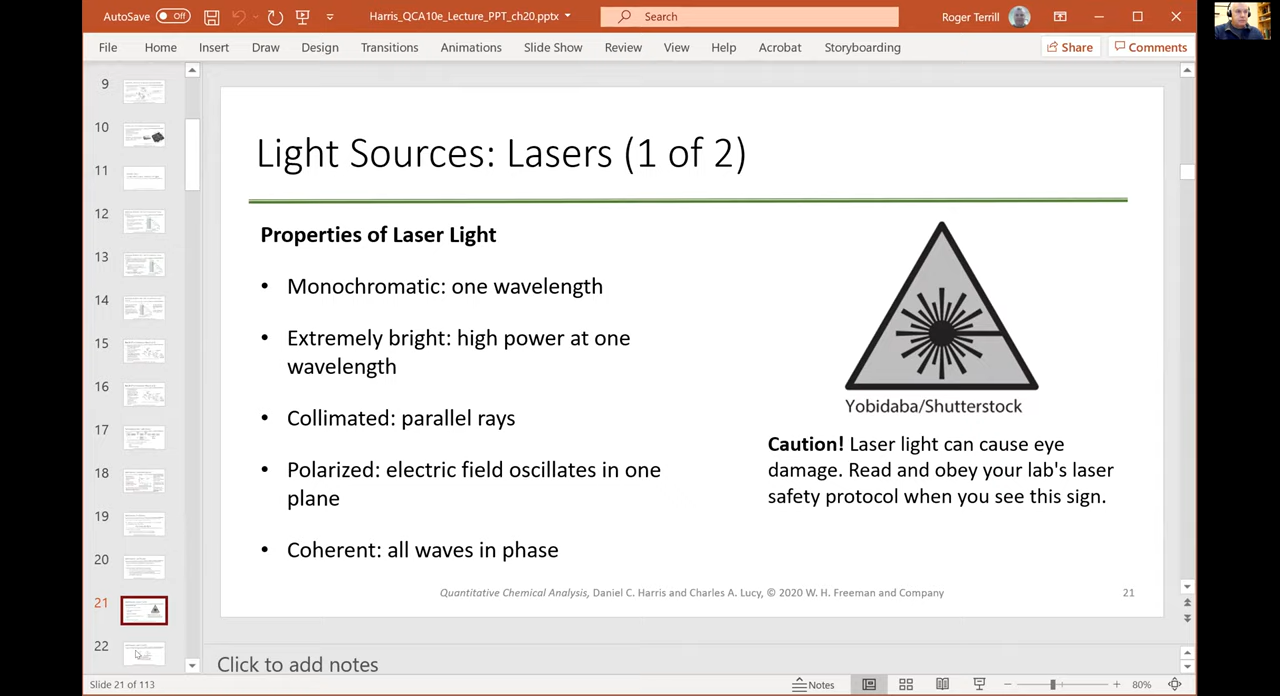 AutoSave Off Harris_QCA10e_Lecture_PPT_ch20.pptx Search Roger Terrill
File Home Insert Draw Design Transitions Animations Slide Show Review View Help Acrobat Storyboarding Share Comments
9
10
11
12
13
14
15
16
17
18
19
20
21
22
Light Sources: Lasers (1 of 2)
Properties of Laser Light
• Monochromatic: one wavelength
• Extremely bright: high power at one
wavelength
• Collimated: parallel rays
• Polarized: electric field oscillates in one
plane
• Coherent: all waves in phase
Yobidaba/Shutterstock
Caution! Laser light can cause eye
damage. Read and obey your lab's laser
safety protocol when you see this sign.
Quantitative Chemical Analysis, Daniel C. Harris and Charles A. Lucy, © 2020 W. H. Freeman and Company 21
Click to add notes
Slide 21 of 113 Notes 80%